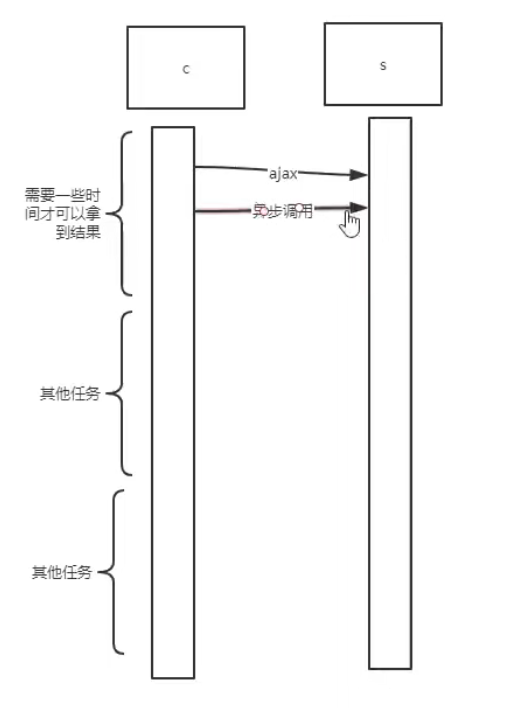 c
s
ajax
需要一些时
间才可以拿
到结果
异步调用
其他任务
其他任务